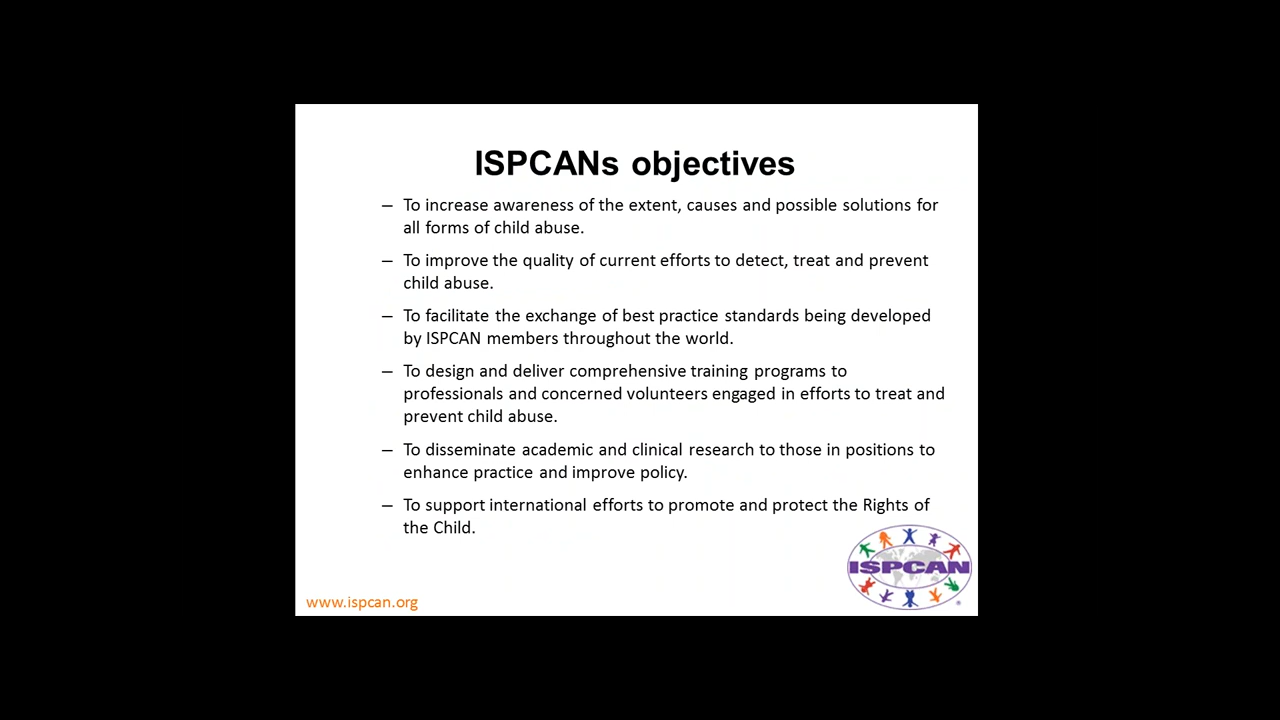 ISPCANs objectives
– To increase awareness of the extent, causes and possible solutions for
all forms of child abuse.
– To improve the quality of current efforts to detect, treat and prevent
child abuse.
– To facilitate the exchange of best practice standards being developed
by ISPCAN members throughout the world.
– To design and deliver comprehensive training programs to
professionals and concerned volunteers engaged in efforts to treat and
prevent child abuse.
– To disseminate academic and clinical research to those in positions to
enhance practice and improve policy.
– To support international efforts to promote and protect the Rights of
the Child.
ISPCAN
®
www.ispcan.org